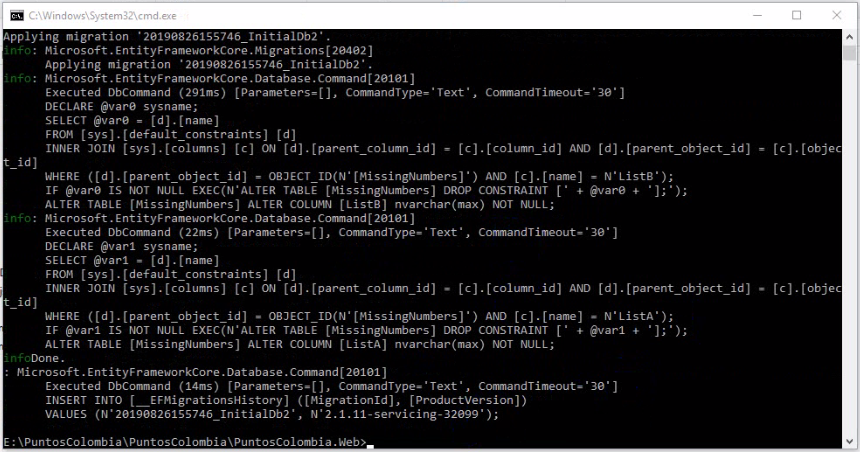 C:\Windows\System32\cmd.exe
Applying migration '20190826155746_InitialDb2'.
info: Microsoft.EntityFrameworkCore.Migrations[20402]
      Applying migration '20190826155746_InitialDb2'.
info: Microsoft.EntityFrameworkCore.Database.Command[20101]
      Executed DbCommand (291ms) [Parameters=[], CommandType='Text', CommandTimeout='30']
      DECLARE @var0 sysname;
      SELECT @var0 = [d].[name]
      FROM [sys].[default_constraints] [d]
      INNER JOIN [sys].[columns] [c] ON [d].[parent_column_id] = [c].[column_id] AND [d].[parent_object_id] = [c].[objec
t_id]
      WHERE ([d].[parent_object_id] = OBJECT_ID(N'[MissingNumbers]') AND [c].[name] = N'ListB');
      IF @var0 IS NOT NULL EXEC(N'ALTER TABLE [MissingNumbers] DROP CONSTRAINT [' + @var0 + '];');
      ALTER TABLE [MissingNumbers] ALTER COLUMN [ListB] nvarchar(max) NOT NULL;
info: Microsoft.EntityFrameworkCore.Database.Command[20101]
      Executed DbCommand (22ms) [Parameters=[], CommandType='Text', CommandTimeout='30']
      DECLARE @var1 sysname;
      SELECT @var1 = [d].[name]
      FROM [sys].[default_constraints] [d]
      INNER JOIN [sys].[columns] [c] ON [d].[parent_column_id] = [c].[column_id] AND [d].[parent_object_id] = [c].[objec
t_id]
      WHERE ([d].[parent_object_id] = OBJECT_ID(N'[MissingNumbers]') AND [c].[name] = N'ListA');
      IF @var1 IS NOT NULL EXEC(N'ALTER TABLE [MissingNumbers] DROP CONSTRAINT [' + @var1 + '];');
      ALTER TABLE [MissingNumbers] ALTER COLUMN [ListA] nvarchar(max) NOT NULL;
infoDone.
: Microsoft.EntityFrameworkCore.Database.Command[20101]
      Executed DbCommand (14ms) [Parameters=[], CommandType='Text', CommandTimeout='30']
      INSERT INTO [__EFMigrationsHistory] ([MigrationId], [ProductVersion])
      VALUES (N'20190826155746_InitialDb2', N'2.1.11-servicing-32099');
E:\PuntosColombia\PuntosColombia\PuntosColombia.Web>